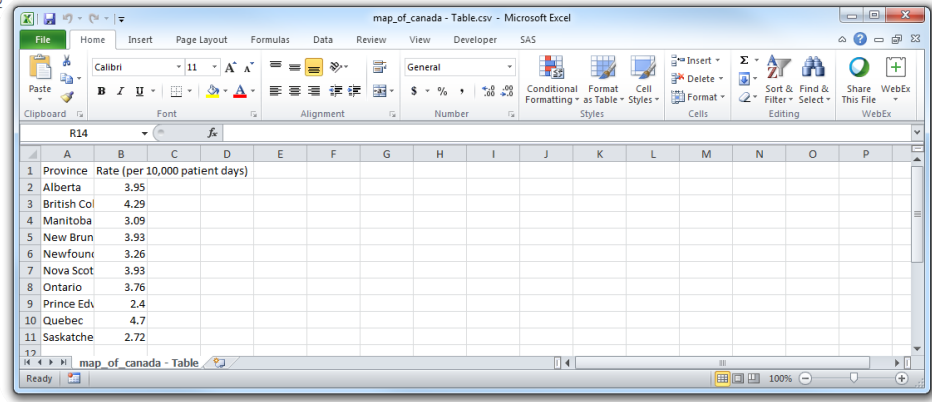 map_of_canada - Table.csv - Microsoft Excel
File Home Insert Page Layout Formulas Data Review View Developer SAS
Calibri 11 A A General Insert Σ
Paste B I U A $ % , .0 .00 .00 .0 Conditional Formatting Format as Table Cell Styles Delete Format Sort & Filter Find & Select Share This File WebEx
Clipboard Font Alignment Number Styles Cells Editing WebEx
R14 fx
A B C D E F G H I J K L M N O P
1 Province Rate (per 10,000 patient days)
2 Alberta 3.95
3 British Col 4.29
4 Manitoba 3.09
5 New Brun 3.93
6 Newfound 3.26
7 Nova Scot 3.93
8 Ontario 3.76
9 Prince Edv 2.4
10 Quebec 4.7
11 Saskatche 2.72
12
map_of_canada - Table
Ready 100%